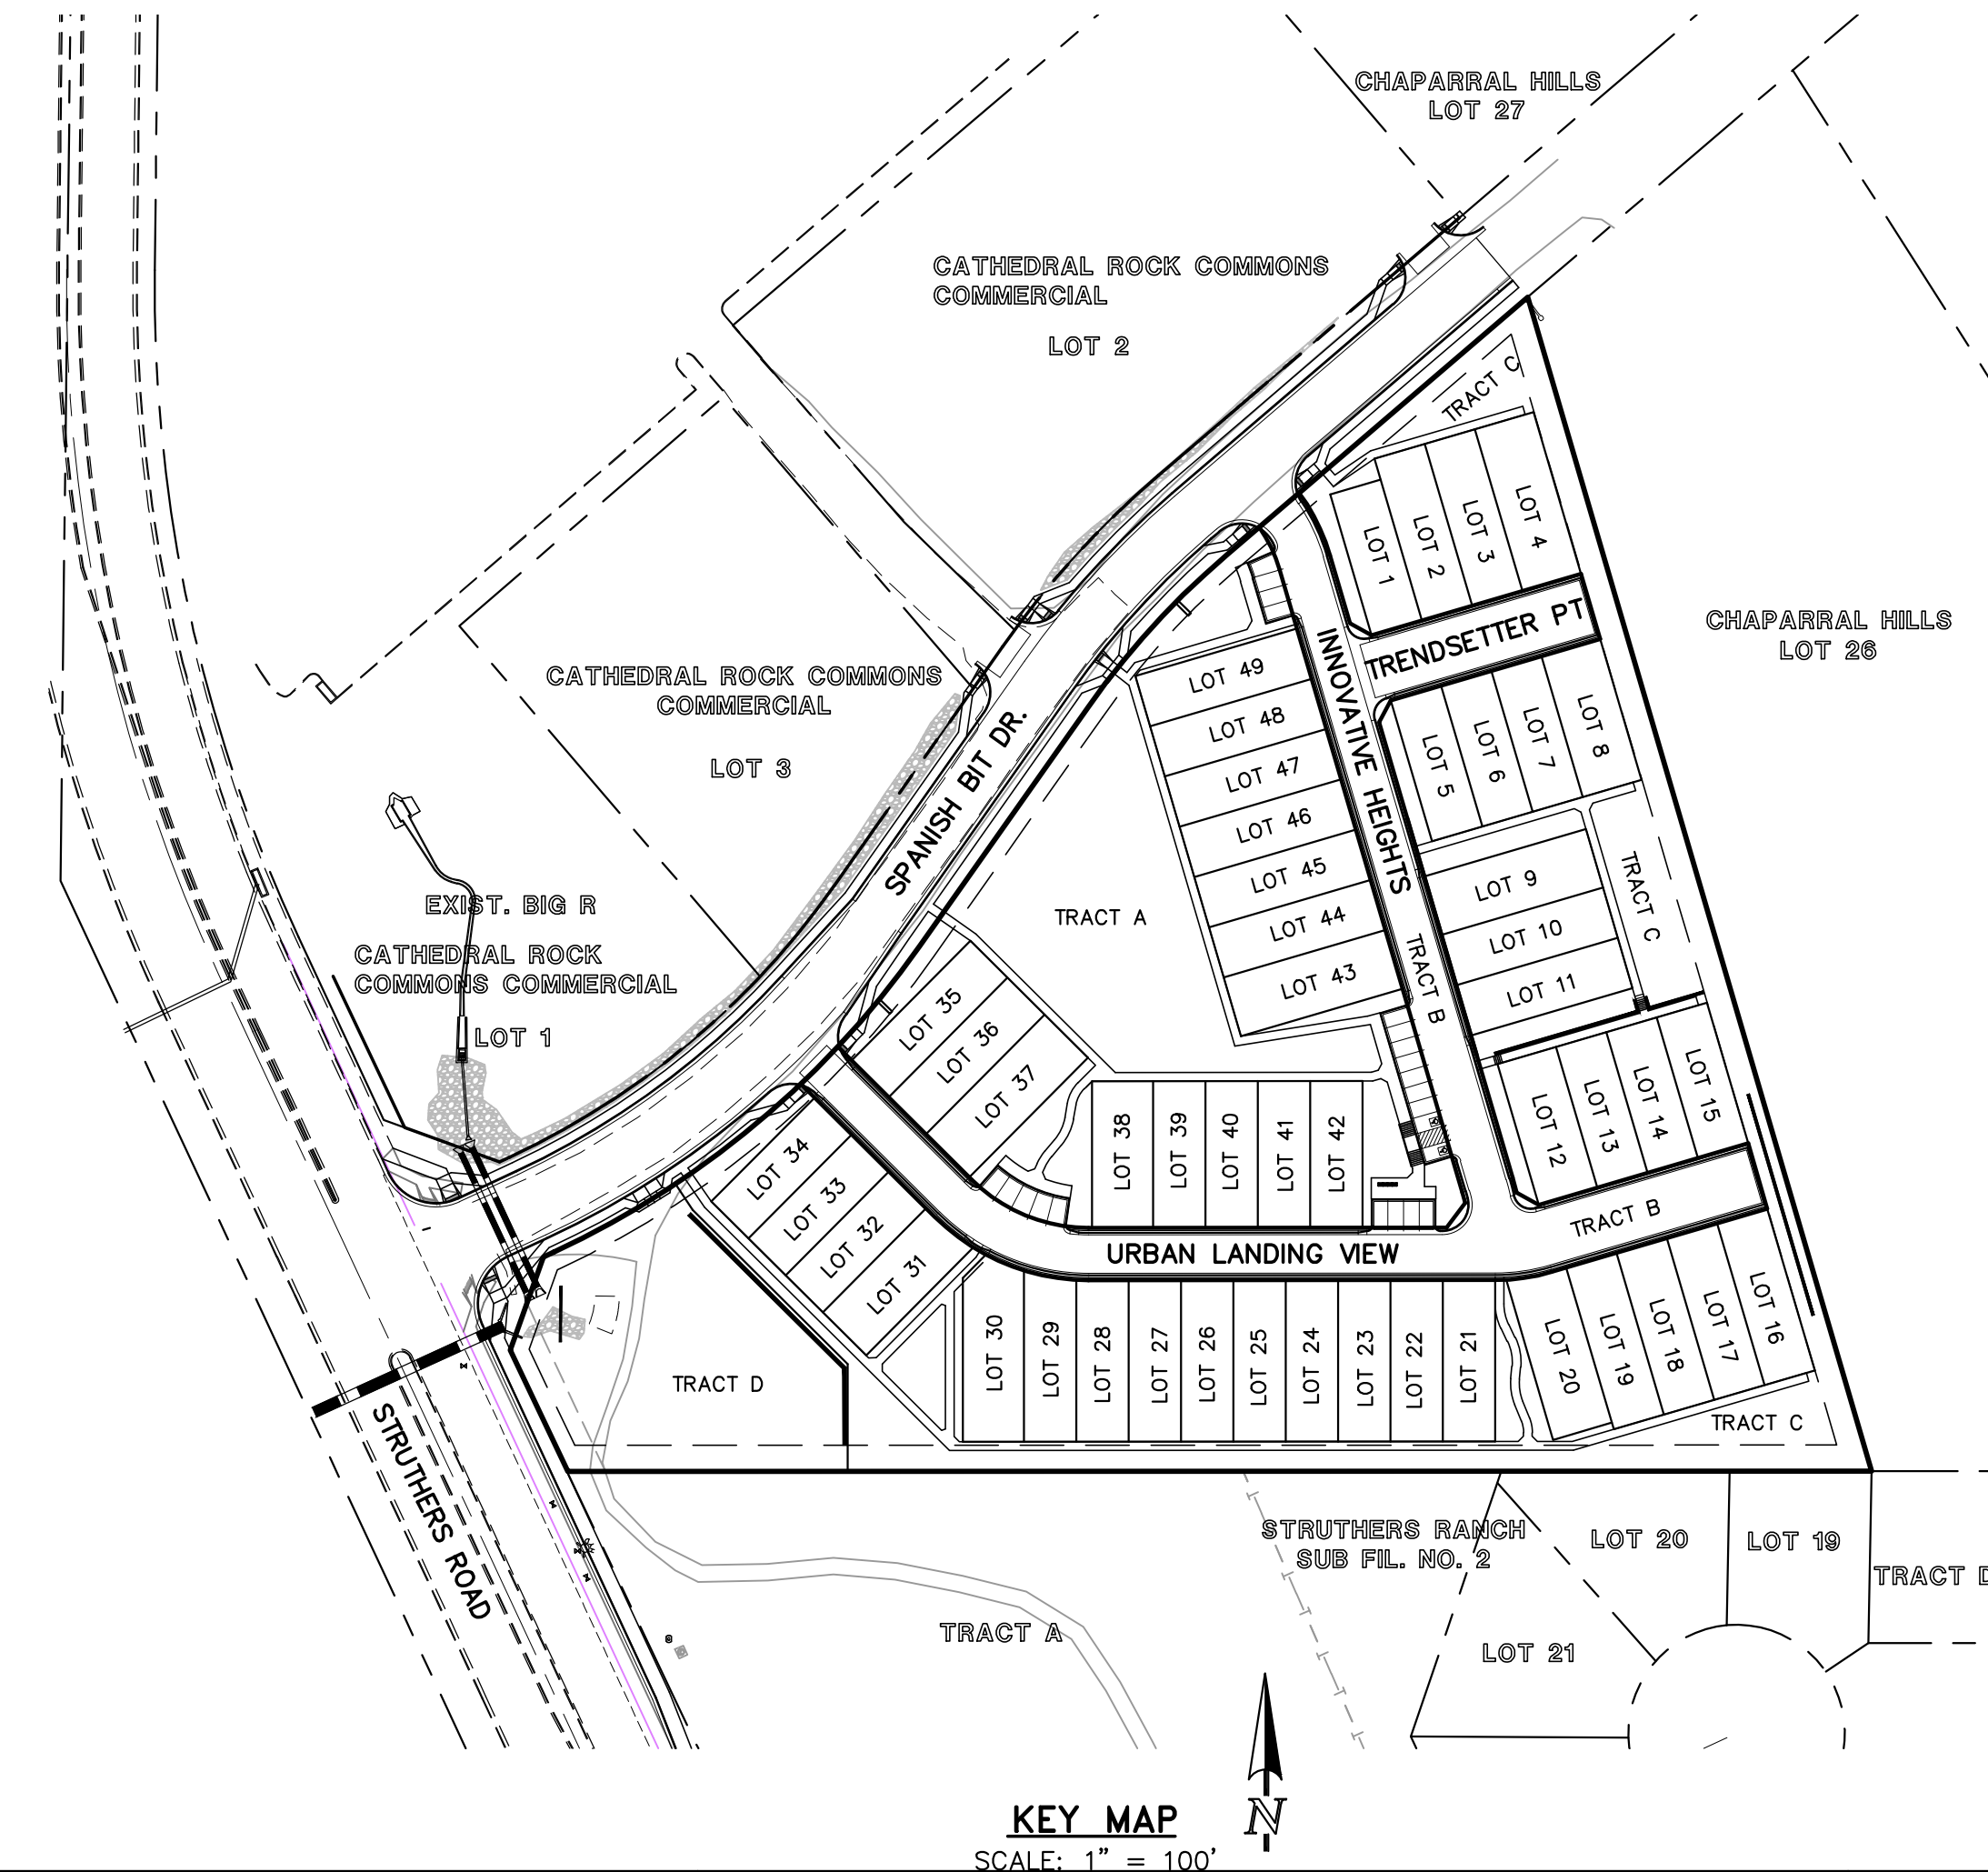 CHAPARRAL HILLS
LOT 27
CATHEDRAL ROCK COMMONS
COMMERCIAL
LOT 2
TRACT C
LOT 1
LOT 2
LOT 3
LOT 4
TRENDSETTER PT
CHAPARRAL HILLS
LOT 26
CATHEDRAL ROCK COMMONS
COMMERCIAL
LOT 3
SPANISH BIT DR.
INNOVATIVE HEIGHTS
LOT 49
LOT 48
LOT 47
LOT 46
LOT 45
LOT 44
LOT 43
LOT 5
LOT 6
LOT 7
LOT 8
LOT 9
LOT 10
LOT 11
TRACT C
TRACT A
TRACT B
EXIST. BIG R
CATHEDRAL ROCK
COMMONS COMMERCIAL
LOT 1
LOT 35
LOT 36
LOT 37
LOT 38
LOT 39
LOT 40
LOT 41
LOT 42
LOT 12
LOT 13
LOT 14
LOT 15
TRACT B
LOT 34
LOT 33
LOT 32
LOT 31
URBAN LANDING VIEW
LOT 30
LOT 29
LOT 28
LOT 27
LOT 26
LOT 25
LOT 24
LOT 23
LOT 22
LOT 21
LOT 20
LOT 19
LOT 18
LOT 17
LOT 16
TRACT D
TRACT C
STRUTHERS ROAD
STRUTHERS RANCH
SUB FIL. NO. 2
LOT 20
LOT 19
TRACT D
TRACT A
LOT 21
N
KEY MAP
SCALE: 1" = 100'